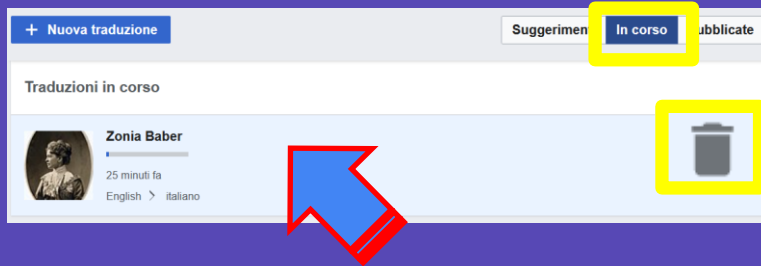 + Nuova traduzione
Suggerimen In corso ubblicate
Traduzioni in corso
Zonia Baber
25 minuti fa
English > italiano